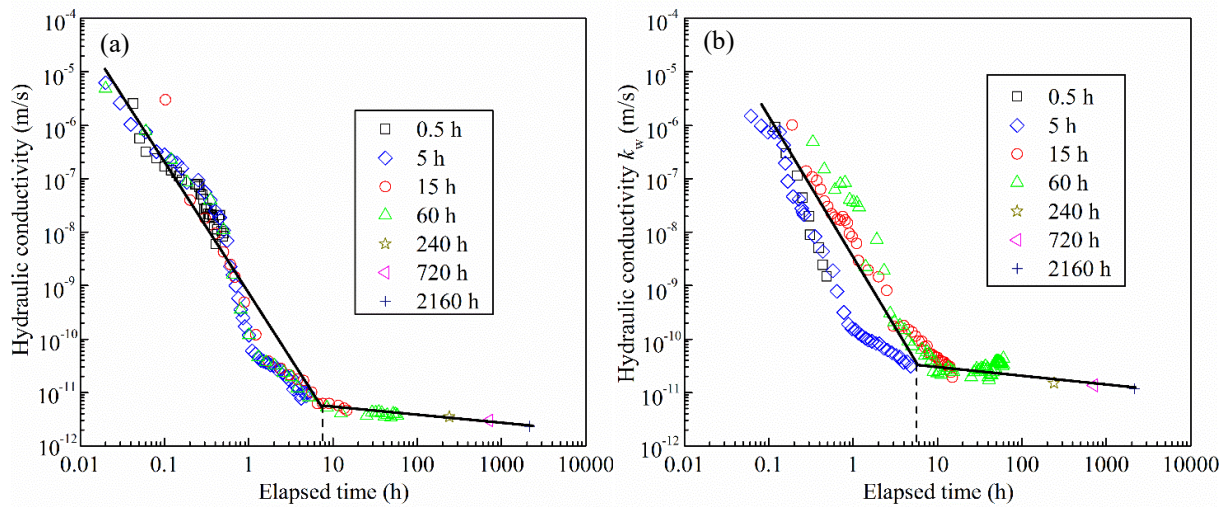 (a)
Hydraulic conductivity (m/s)
10⁻⁴
10⁻⁵
10⁻⁶
10⁻⁷
10⁻⁸
10⁻⁹
10⁻¹⁰
10⁻¹¹
10⁻¹²
0.5 h
5 h
15 h
60 h
240 h
720 h
2160 h
0.01 0.1 1 10 100 1000 10000
Elapsed time (h)
(b)
Hydraulic conductivity k_w (m/s)
10⁻⁴
10⁻⁵
10⁻⁶
10⁻⁷
10⁻⁸
10⁻⁹
10⁻¹⁰
10⁻¹¹
10⁻¹²
0.5 h
5 h
15 h
60 h
240 h
720 h
2160 h
0.01 0.1 1 10 100 1000 10000
Elapsed time (h)